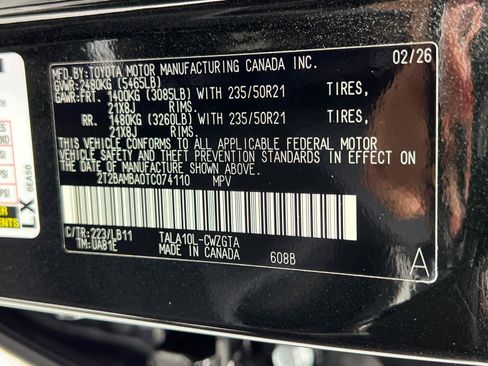 MFD.BY:TOYOTA MOTOR MANUFACTURING CANADA INC. 02/26
GVWR: 2480KG (5465LB)
GAWR:FRT. 1400KG (3085LB) WITH 235/50R21 TIRES,
21X8J RIMS.
RR. 1480KG (3260LB) WITH 235/50R21 TIRES,
21X8J RIMS.
THIS VEHICLE CONFORMS TO ALL APPLICABLE FEDERAL MOTOR
VEHICLE SAFETY AND THEFT PREVENTION STANDARDS IN EFFECT ON
THE DATE OF MANUFACTURE SHOWN ABOVE.
2T2BAMBA0TC074110 MPV
C/TR:223/LB11 TALA10L-CWZGTA
TM:UAB1E MADE IN CANADA 608B
A
LX
0EA50